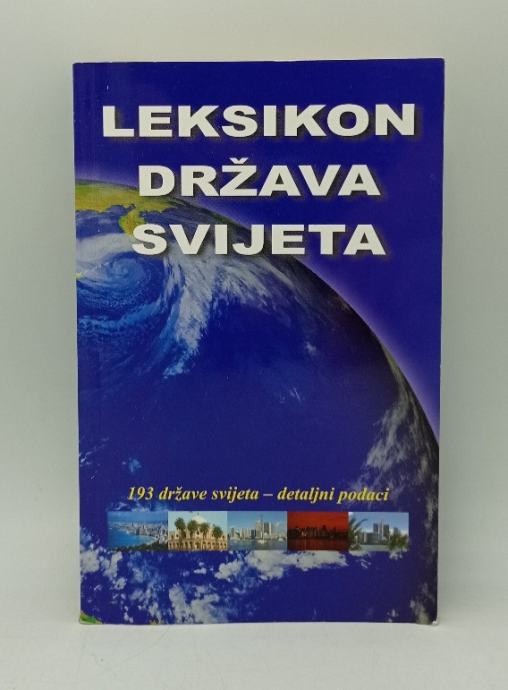 LEKSIKON
DRŽAVA
SVIJETA
193 države svijeta – detaljni podaci